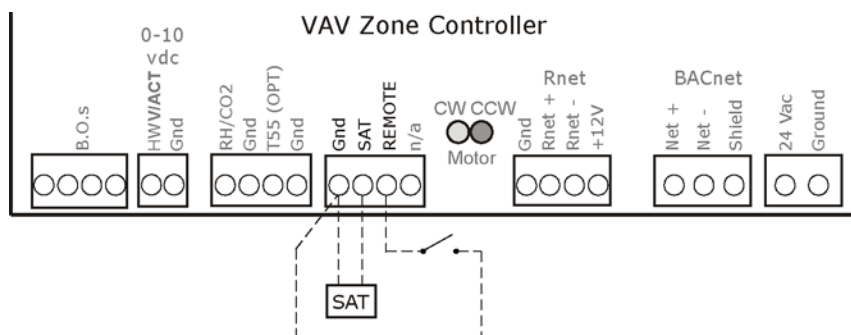 VAV Zone Controller
0-10
vdc
Rnet
BACnet
B.O.s
HWV/ACT
Gnd
RH/CO2
Gnd
T55 (OPT)
Gnd
Gnd
SAT
REMOTE
n/a
CW CCW
Motor
Gnd
Rnet +
Rnet -
+12V
Net +
Net -
Shield
24 Vac
Ground
SAT